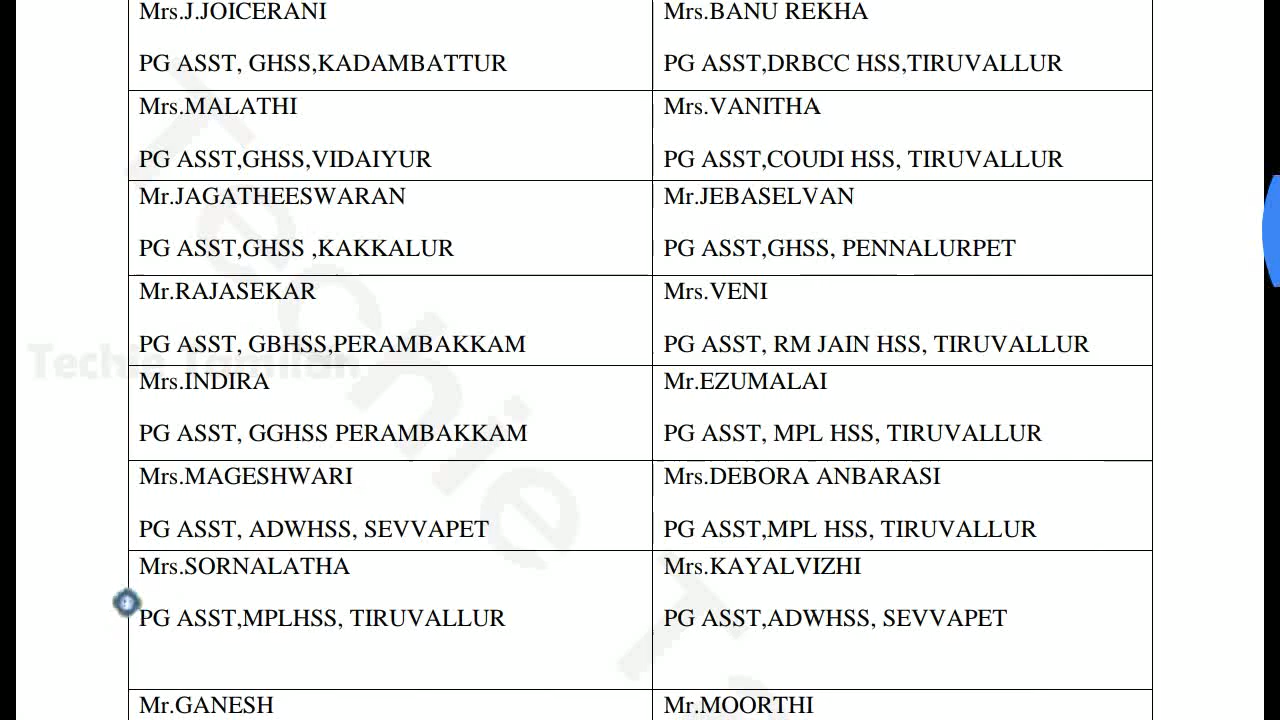 Mrs.J.JOICERANI
Mrs.BANU REKHA
PG ASST, GHSS,KADAMBATTUR
PG ASST,DRBCC HSS,TIRUVALLUR
Mrs.MALATHI
Mrs.VANITHA
PG ASST,GHSS,VIDAIYUR
PG ASST,COUDI HSS, TIRUVALLUR
Mr.JAGATHEESWARAN
Mr.JEBASELVAN
PG ASST,GHSS ,KAKKALUR
PG ASST,GHSS, PENNALURPET
Mr.RAJASEKAR
Mrs.VENI
PG ASST, GBHSS,PERAMBAKKAM
PG ASST, RM JAIN HSS, TIRUVALLUR
Techie Tamilan
Mrs.INDIRA
Mr.EZUMALAI
PG ASST, GGHSS PERAMBAKKAM
PG ASST, MPL HSS, TIRUVALLUR
Mrs.MAGESHWARI
Mrs.DEBORA ANBARASI
PG ASST, ADWHSS, SEVVAPET
PG ASST,MPL HSS, TIRUVALLUR
Mrs.SORNALATHA
Mrs.KAYALVIZHI
PG ASST,MPLHSS, TIRUVALLUR
PG ASST,ADWHSS, SEVVAPET
Mr.GANESH
Mr.MOORTHI
Techie